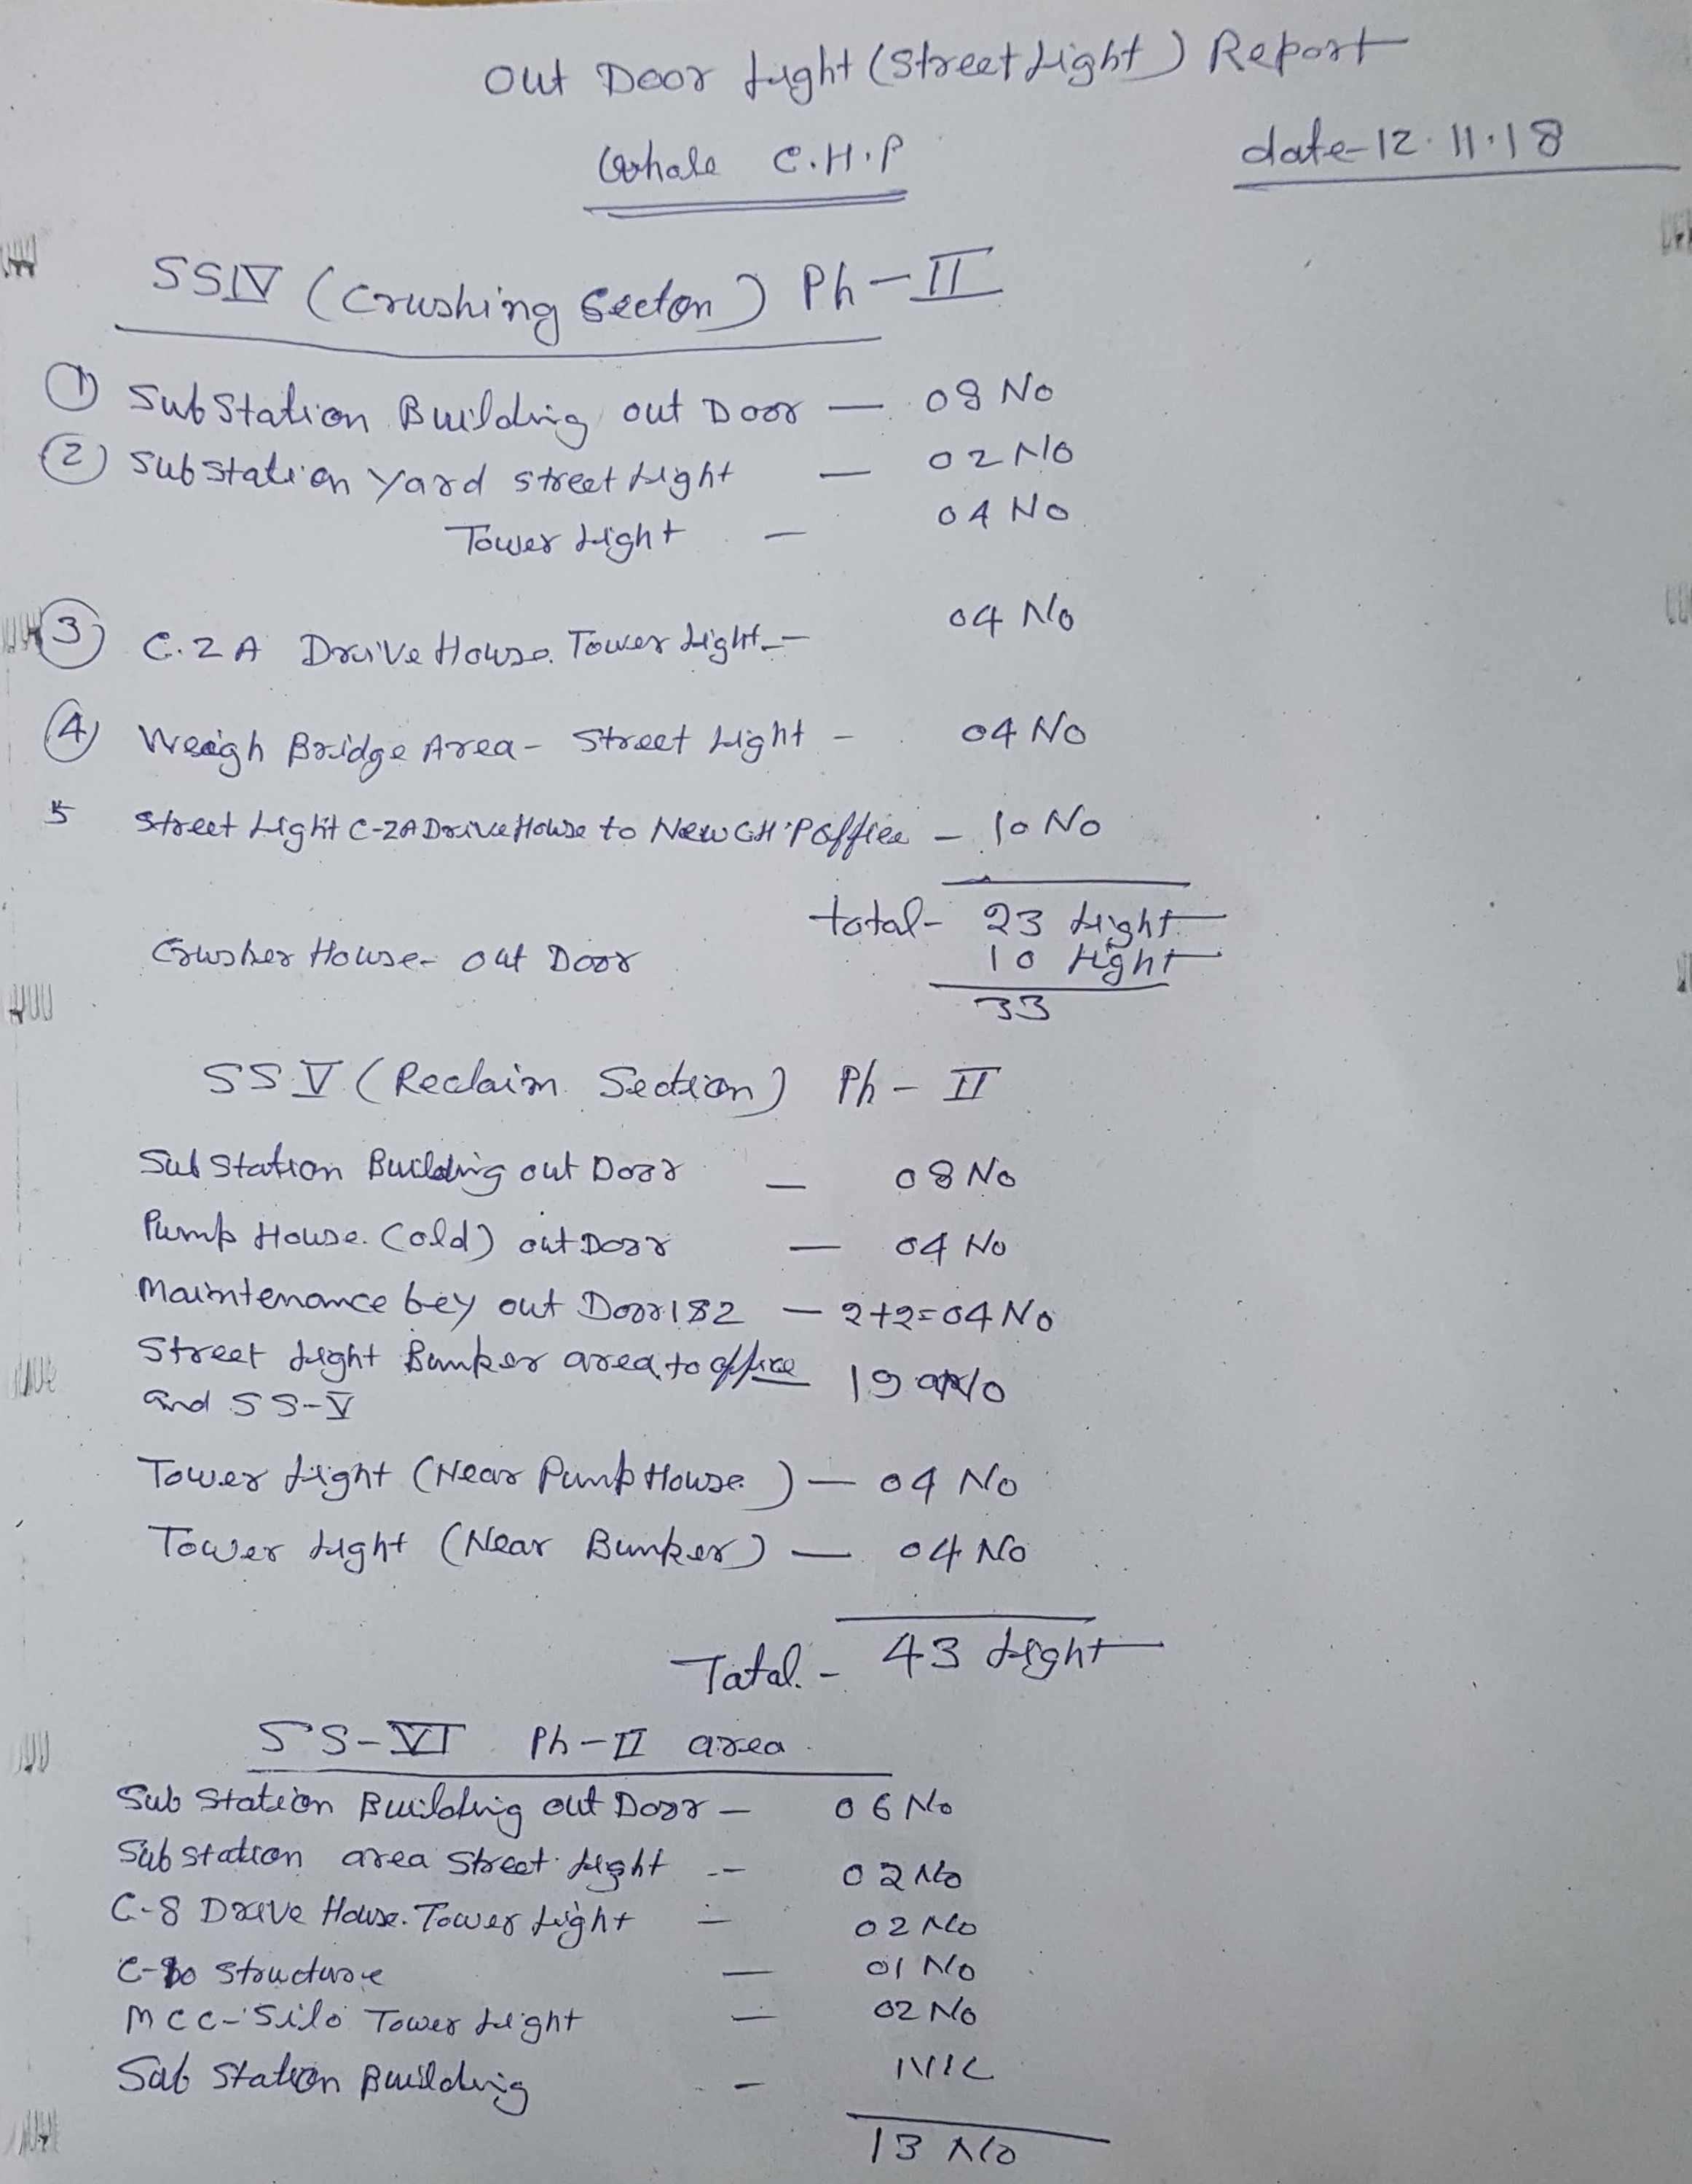 Out Door Light (Street Light) Report
Whole C.H.P
date-12.11.18
SSIV (Crushing Secton) Ph-II
① SubStation Building out Door — 08 No
② SubStation Yard Street Light — 02 No
Tower Light — 04 No
③ C.2A Drive House Tower Light — 04 No
④ Weigh Bridge Area - Street Light - 04 No
5 Street Light C-2A Drive House to New CH.P office — 10 No
total- 23 Light
Crusher House- out Door 10 Light
33
SS V (Reclaim Section) Ph - II
Sub Station Building out Door — 08 No
Pump House (old) out Door — 04 No
Maintenance bey out Door 1&2 — 2+2=04 No
Street Light Bunker area to office 19 No
and SS-V
Tower Light (Near Pump House) — 04 No
Tower Light (Near Bunker) — 04 No
Total.- 43 Light
SS-VI Ph-II area
Sub Station Building out Door — 06 No
Sub station area Street Light — 02 No
C-8 Drive House Tower Light — 02 No
Structure — 01 No
MCC-Silo Tower Light — 02 No
Sub Station Building — NIL
13 No